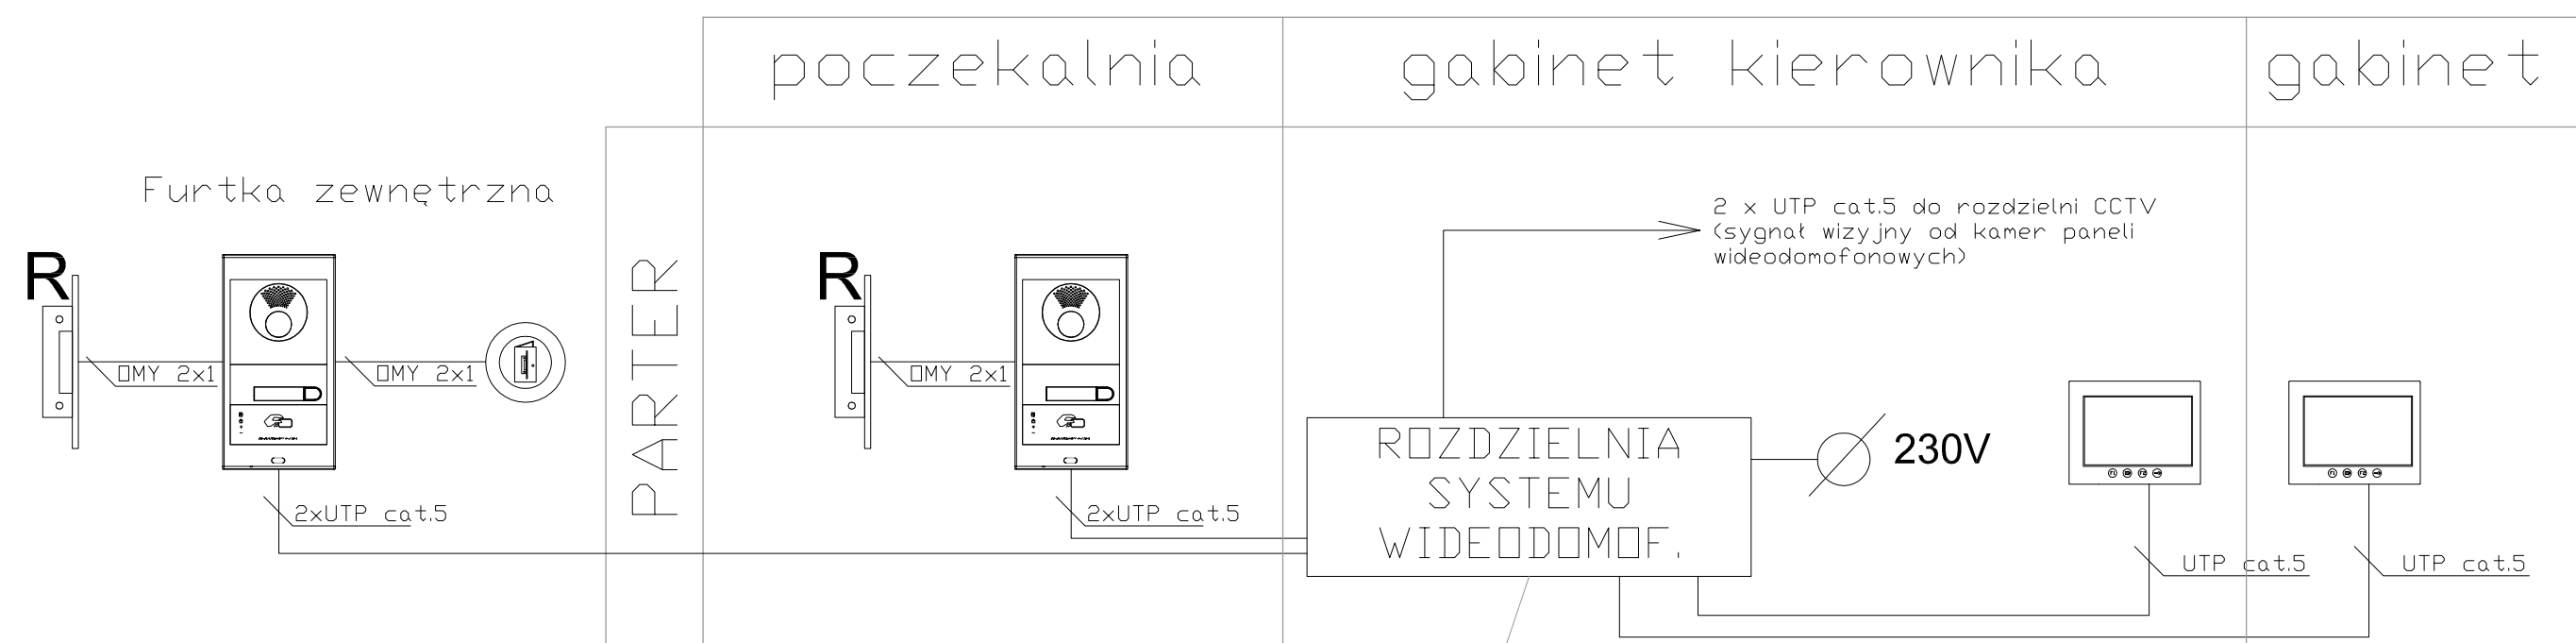 poczekalnia
gabinet kierownika
gabinet
Furtka zewnętrzna
PARTER
R
OMY 2x1
OMY 2x1
2xUTP cat.5
R
OMY 2x1
2xUTP cat.5
2 x UTP cat.5 do rozdzielni CCTV
(sygnał wizyjny od kamer paneli
wideodomofonowych)
ROZDZIELNIA
SYSTEMU
WIDEODOMOF.
230V
UTP cat.5
UTP cat.5